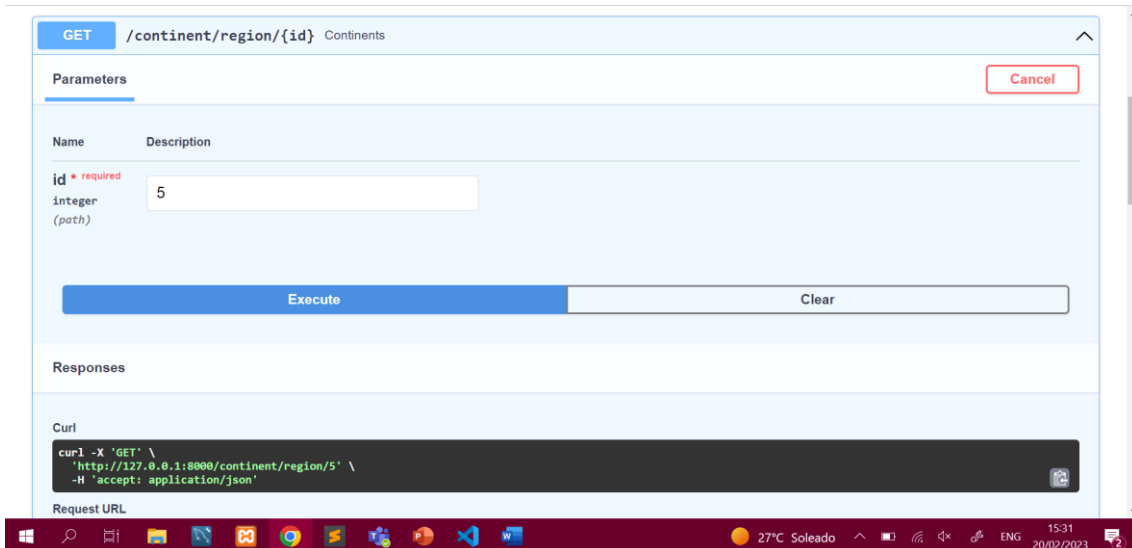 GET /continent/region/{id} Continents
Parameters
Cancel
Name Description
id * required
integer
(path)
5
Execute Clear
Responses
Curl
curl -X 'GET' \
'http://127.0.0.1:8000/continent/region/5' \
-H 'accept: application/json'
Request URL
27°C Soleado ENG 15:31
20/02/2023
2